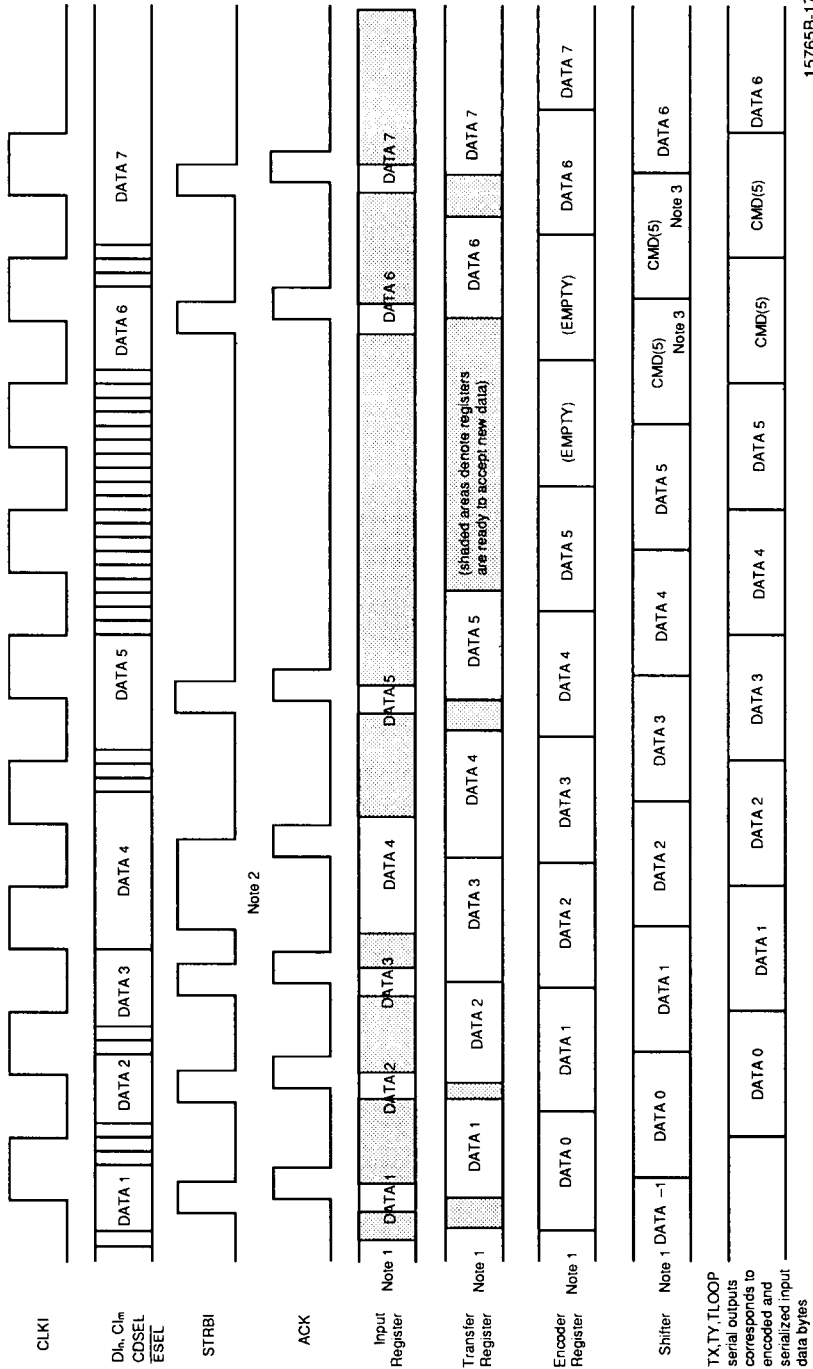 CLKI
DIn, CIm
CDSEL
ESEL
DATA 1
DATA 2
DATA 3
DATA 4
DATA 5
DATA 6
DATA 7
STRBI
Note 2
ACK
Input
Register
Note 1
DATA 1
DATA 2
DATA 3
DATA 4
DATA 5
DATA 6
DATA 7
Transfer
Register
Note 1
DATA 1
DATA 2
DATA 3
DATA 4
DATA 5
(shaded areas denote registers
are ready to accept new data)
DATA 6
DATA 7
Encoder
Register
Note 1
DATA 0
DATA 1
DATA 2
DATA 3
DATA 4
DATA 5
(EMPTY)
(EMPTY)
DATA 6
DATA 7
Shifter
Note 1
DATA −1
DATA 0
DATA 1
DATA 2
DATA 3
DATA 4
DATA 5
CMD(5)
Note 3
CMD(5)
Note 3
DATA 6
TX,TY,TLOOP
serial outputs
corresponds to
encoded and
serialized input
data bytes
DATA 0
DATA 1
DATA 2
DATA 3
DATA 4
DATA 5
CMD(5)
CMD(5)
DATA 6